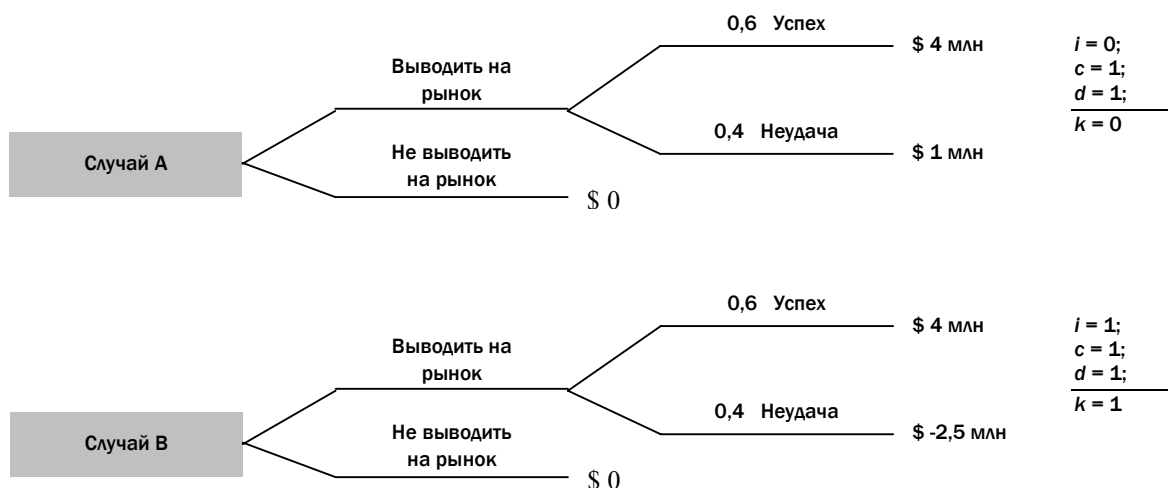 0,6 Успех
$ 4 млн
i = 0;
c = 1;
d = 1;
k = 0
Выводить на
рынок
0,4 Неудача
$ 1 млн
Случай A
Не выводить
на рынок
$ 0
0,6 Успех
$ 4 млн
i = 1;
c = 1;
d = 1;
k = 1
Выводить на
рынок
0,4 Неудача
$ -2,5 млн
Случай B
Не выводить
на рынок
$ 0